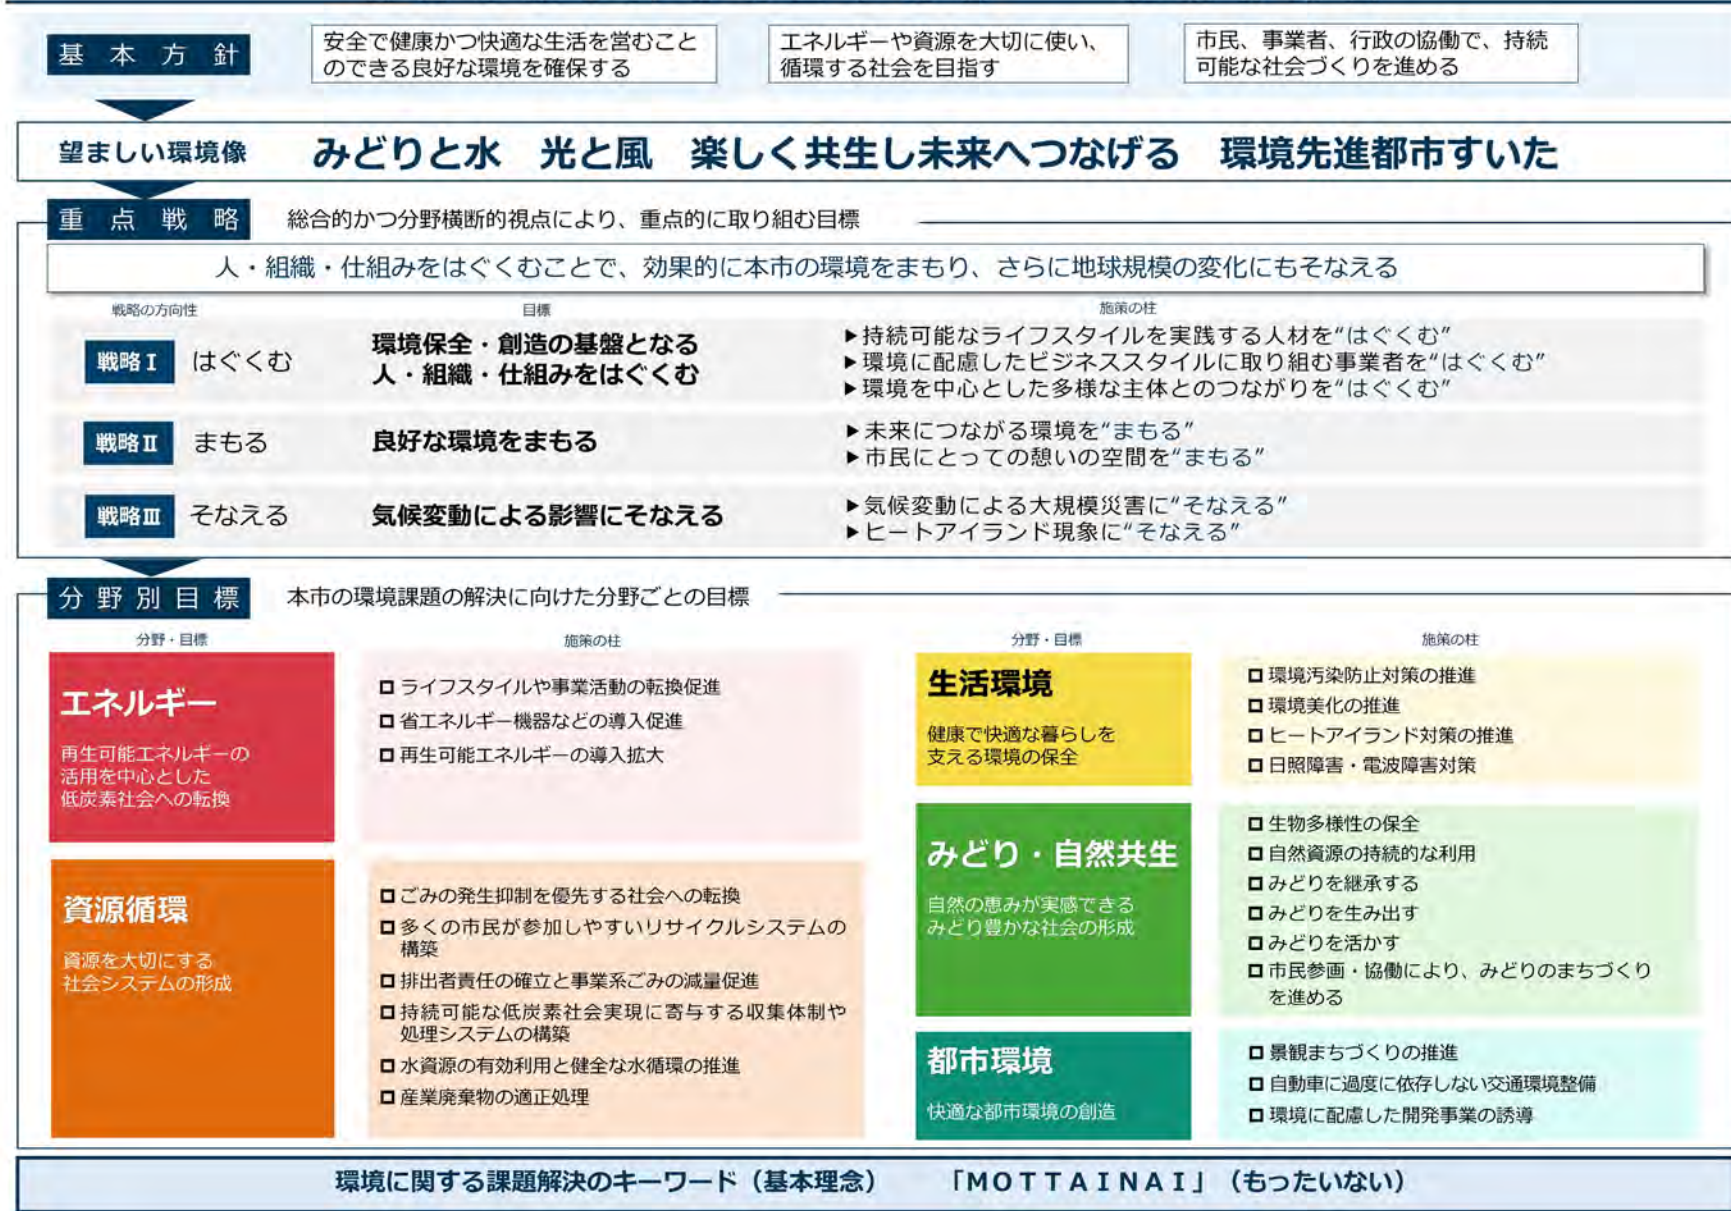 基本方針
安全で健康かつ快適な生活を営むこと
のできる良好な環境を確保する
エネルギーや資源を大切に使い、
循環する社会を目指す
市民、事業者、行政の協働で、持続
可能な社会づくりを進める
望ましい環境像
みどりと水　光と風　楽しく共生し未来へつなげる　環境先進都市すいた
重点戦略
総合的かつ分野横断的視点により、重点的に取り組む目標
人・組織・仕組みをはぐくむことで、効果的に本市の環境をまもり、さらに地球規模の変化にもそなえる
戦略の方向性
目標
施策の柱
戦略Ⅰ
はぐくむ
環境保全・創造の基盤となる
人・組織・仕組みをはぐくむ
▶持続可能なライフスタイルを実践する人材を“はぐくむ”
▶環境に配慮したビジネススタイルに取り組む事業者を“はぐくむ”
▶環境を中心とした多様な主体とのつながりを“はぐくむ”
戦略Ⅱ
まもる
良好な環境をまもる
▶未来につながる環境を“まもる”
▶市民にとっての憩いの空間を“まもる”
戦略Ⅲ
そなえる
気候変動による影響にそなえる
▶気候変動による大規模災害に“そなえる”
▶ヒートアイランド現象に“そなえる”
分野別目標
本市の環境課題の解決に向けた分野ごとの目標
分野・目標
施策の柱
エネルギー
再生可能エネルギーの
活用を中心とした
低炭素社会への転換
ライフスタイルや事業活動の転換促進
省エネルギー機器などの導入促進
再生可能エネルギーの導入拡大
資源循環
資源を大切にする
社会システムの形成
ごみの発生抑制を優先する社会への転換
多くの市民が参加しやすいリサイクルシステムの
構築
排出者責任の確立と事業系ごみの減量促進
持続可能な低炭素社会実現に寄与する収集体制や
処理システムの構築
水資源の有効利用と健全な水循環の推進
産業廃棄物の適正処理
分野・目標
施策の柱
生活環境
健康で快適な暮らしを
支える環境の保全
環境汚染防止対策の推進
環境美化の推進
ヒートアイランド対策の推進
日照障害・電波障害対策
みどり・自然共生
自然の恵みが実感できる
みどり豊かな社会の形成
生物多様性の保全
自然資源の持続的な利用
みどりを継承する
みどりを生み出す
みどりを活かす
市民参画・協働により、みどりのまちづくり
を進める
都市環境
快適な都市環境の創造
景観まちづくりの推進
自動車に過度に依存しない交通環境整備
環境に配慮した開発事業の誘導
環境に関する課題解決のキーワード（基本理念）　「ＭＯＴＴＡＩＮＡＩ」（もったいない）